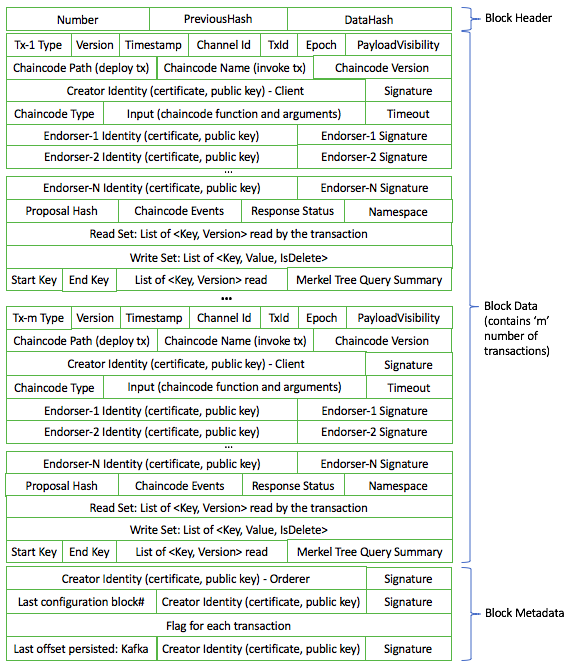 Number PreviousHash DataHash
Block Header
Tx-1 Type Version Timestamp Channel Id TxId Epoch PayloadVisibility
Chaincode Path (deploy tx) Chaincode Name (invoke tx) Chaincode Version
Creator Identity (certificate, public key) - Client Signature
Chaincode Type Input (chaincode function and arguments) Timeout
Endorser-1 Identity (certificate, public key) Endorser-1 Signature
Endorser-2 Identity (certificate, public key) Endorser-2 Signature
...
Endorser-N Identity (certificate, public key) Endorser-N Signature
Proposal Hash Chaincode Events Response Status Namespace
Read Set: List of <Key, Version> read by the transaction
Write Set: List of <Key, Value, IsDelete>
Start Key End Key List of <Key, Version> read Merkel Tree Query Summary
...
Block Data
(contains ‘m’
number of
transactions)
Tx-m Type Version Timestamp Channel Id TxId Epoch PayloadVisibility
Chaincode Path (deploy tx) Chaincode Name (invoke tx) Chaincode Version
Creator Identity (certificate, public key) - Client Signature
Chaincode Type Input (chaincode function and arguments) Timeout
Endorser-1 Identity (certificate, public key) Endorser-1 Signature
Endorser-2 Identity (certificate, public key) Endorser-2 Signature
...
Endorser-N Identity (certificate, public key) Endorser-N Signature
Proposal Hash Chaincode Events Response Status Namespace
Read Set: List of <Key, Version> read by the transaction
Write Set: List of <Key, Value, IsDelete>
Start Key End Key List of <Key, Version> read Merkel Tree Query Summary
Creator Identity (certificate, public key) - Orderer Signature
Last configuration block# Creator Identity (certificate, public key) Signature
Block Metadata
Flag for each transaction
Last offset persisted: Kafka Creator Identity (certificate, public key) Signature